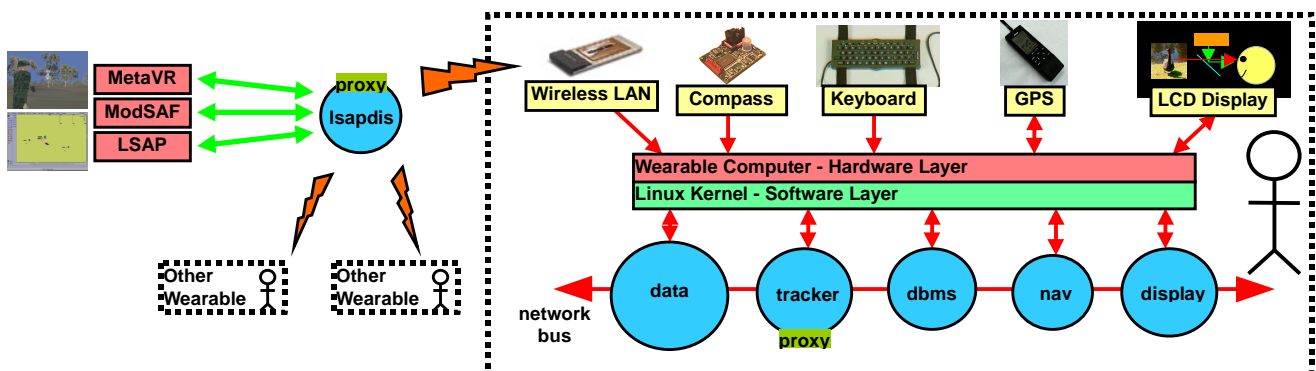 MetaVR
ModSAF
LSAP
proxy
lsapdis
Other
Wearable
Other
Wearable
Wireless LAN
Compass
Keyboard
GPS
LCD Display
Wearable Computer - Hardware Layer
Linux Kernel - Software Layer
data
tracker
dbms
nav
display
network
bus
proxy